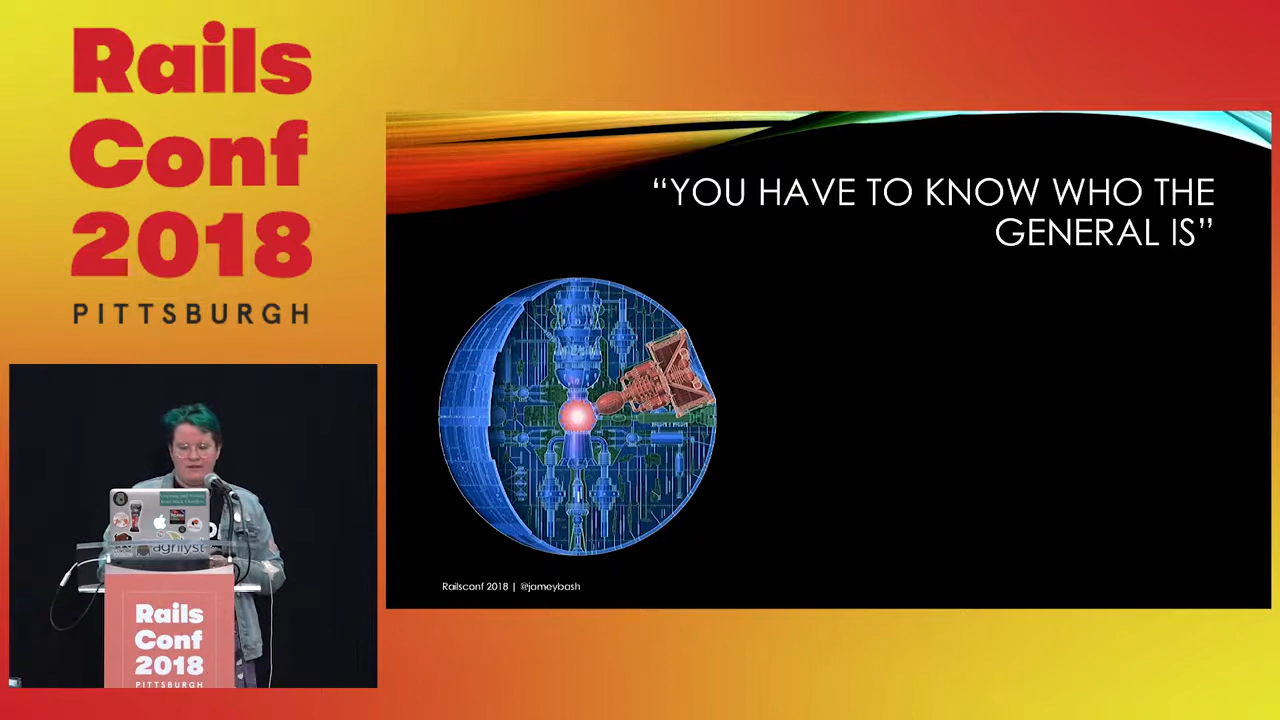 Rails
Conf
2018
PITTSBURGH
“YOU HAVE TO KNOW WHO THE
GENERAL IS”
Railsconf 2018 | @jameybash
agrilyst
Rails
Conf
2018
PITTSBURGH